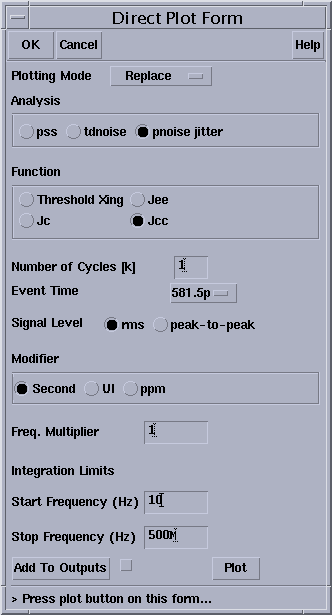 Direct Plot Form
OK Cancel Help
Plotting Mode Replace
Analysis
pss tdnoise pnoise jitter
Function
Threshold Xing Jee
Jc Jcc
Number of Cycles [k] 1
Event Time 581.5p
Signal Level rms peak-to-peak
Modifier
Second UI ppm
Freq. Multiplier 1
Integration Limits
Start Frequency (Hz) 10
Stop Frequency (Hz) 500M
Add To Outputs Plot
> Press plot button on this form...